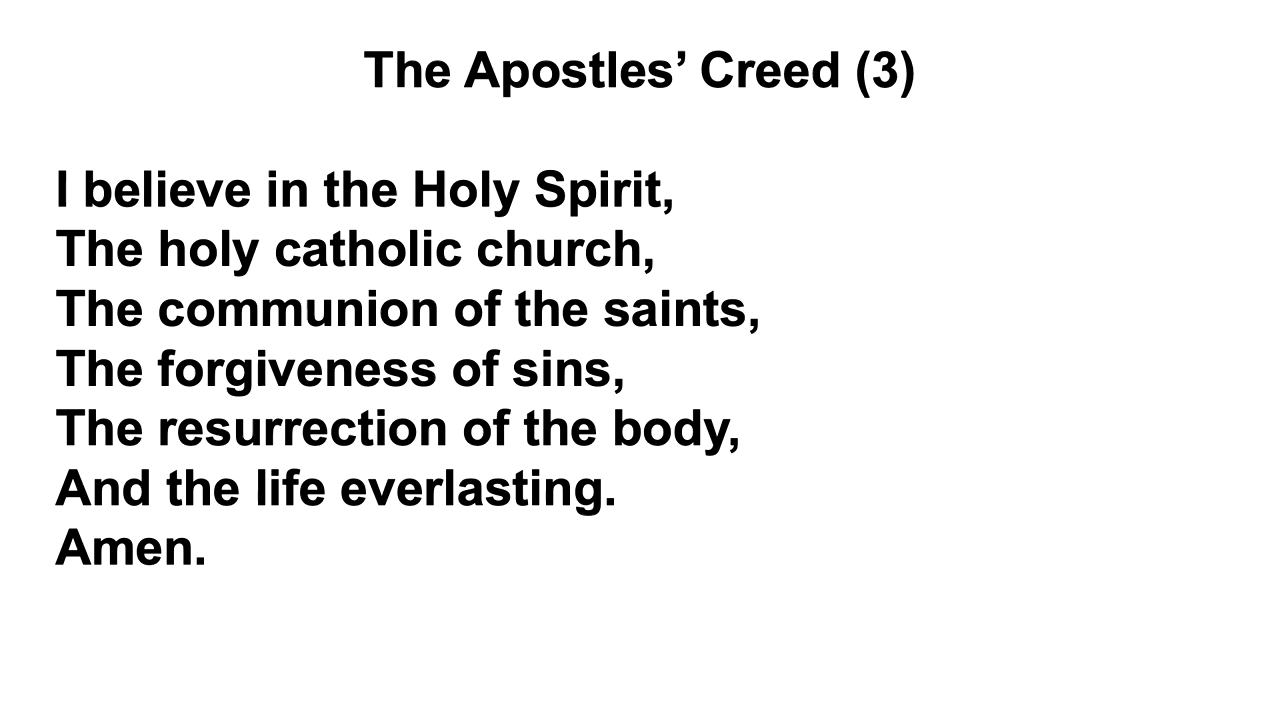 The Apostles’ Creed (3)
I believe in the Holy Spirit,
The holy catholic church,
The communion of the saints,
The forgiveness of sins,
The resurrection of the body,
And the life everlasting.
Amen.